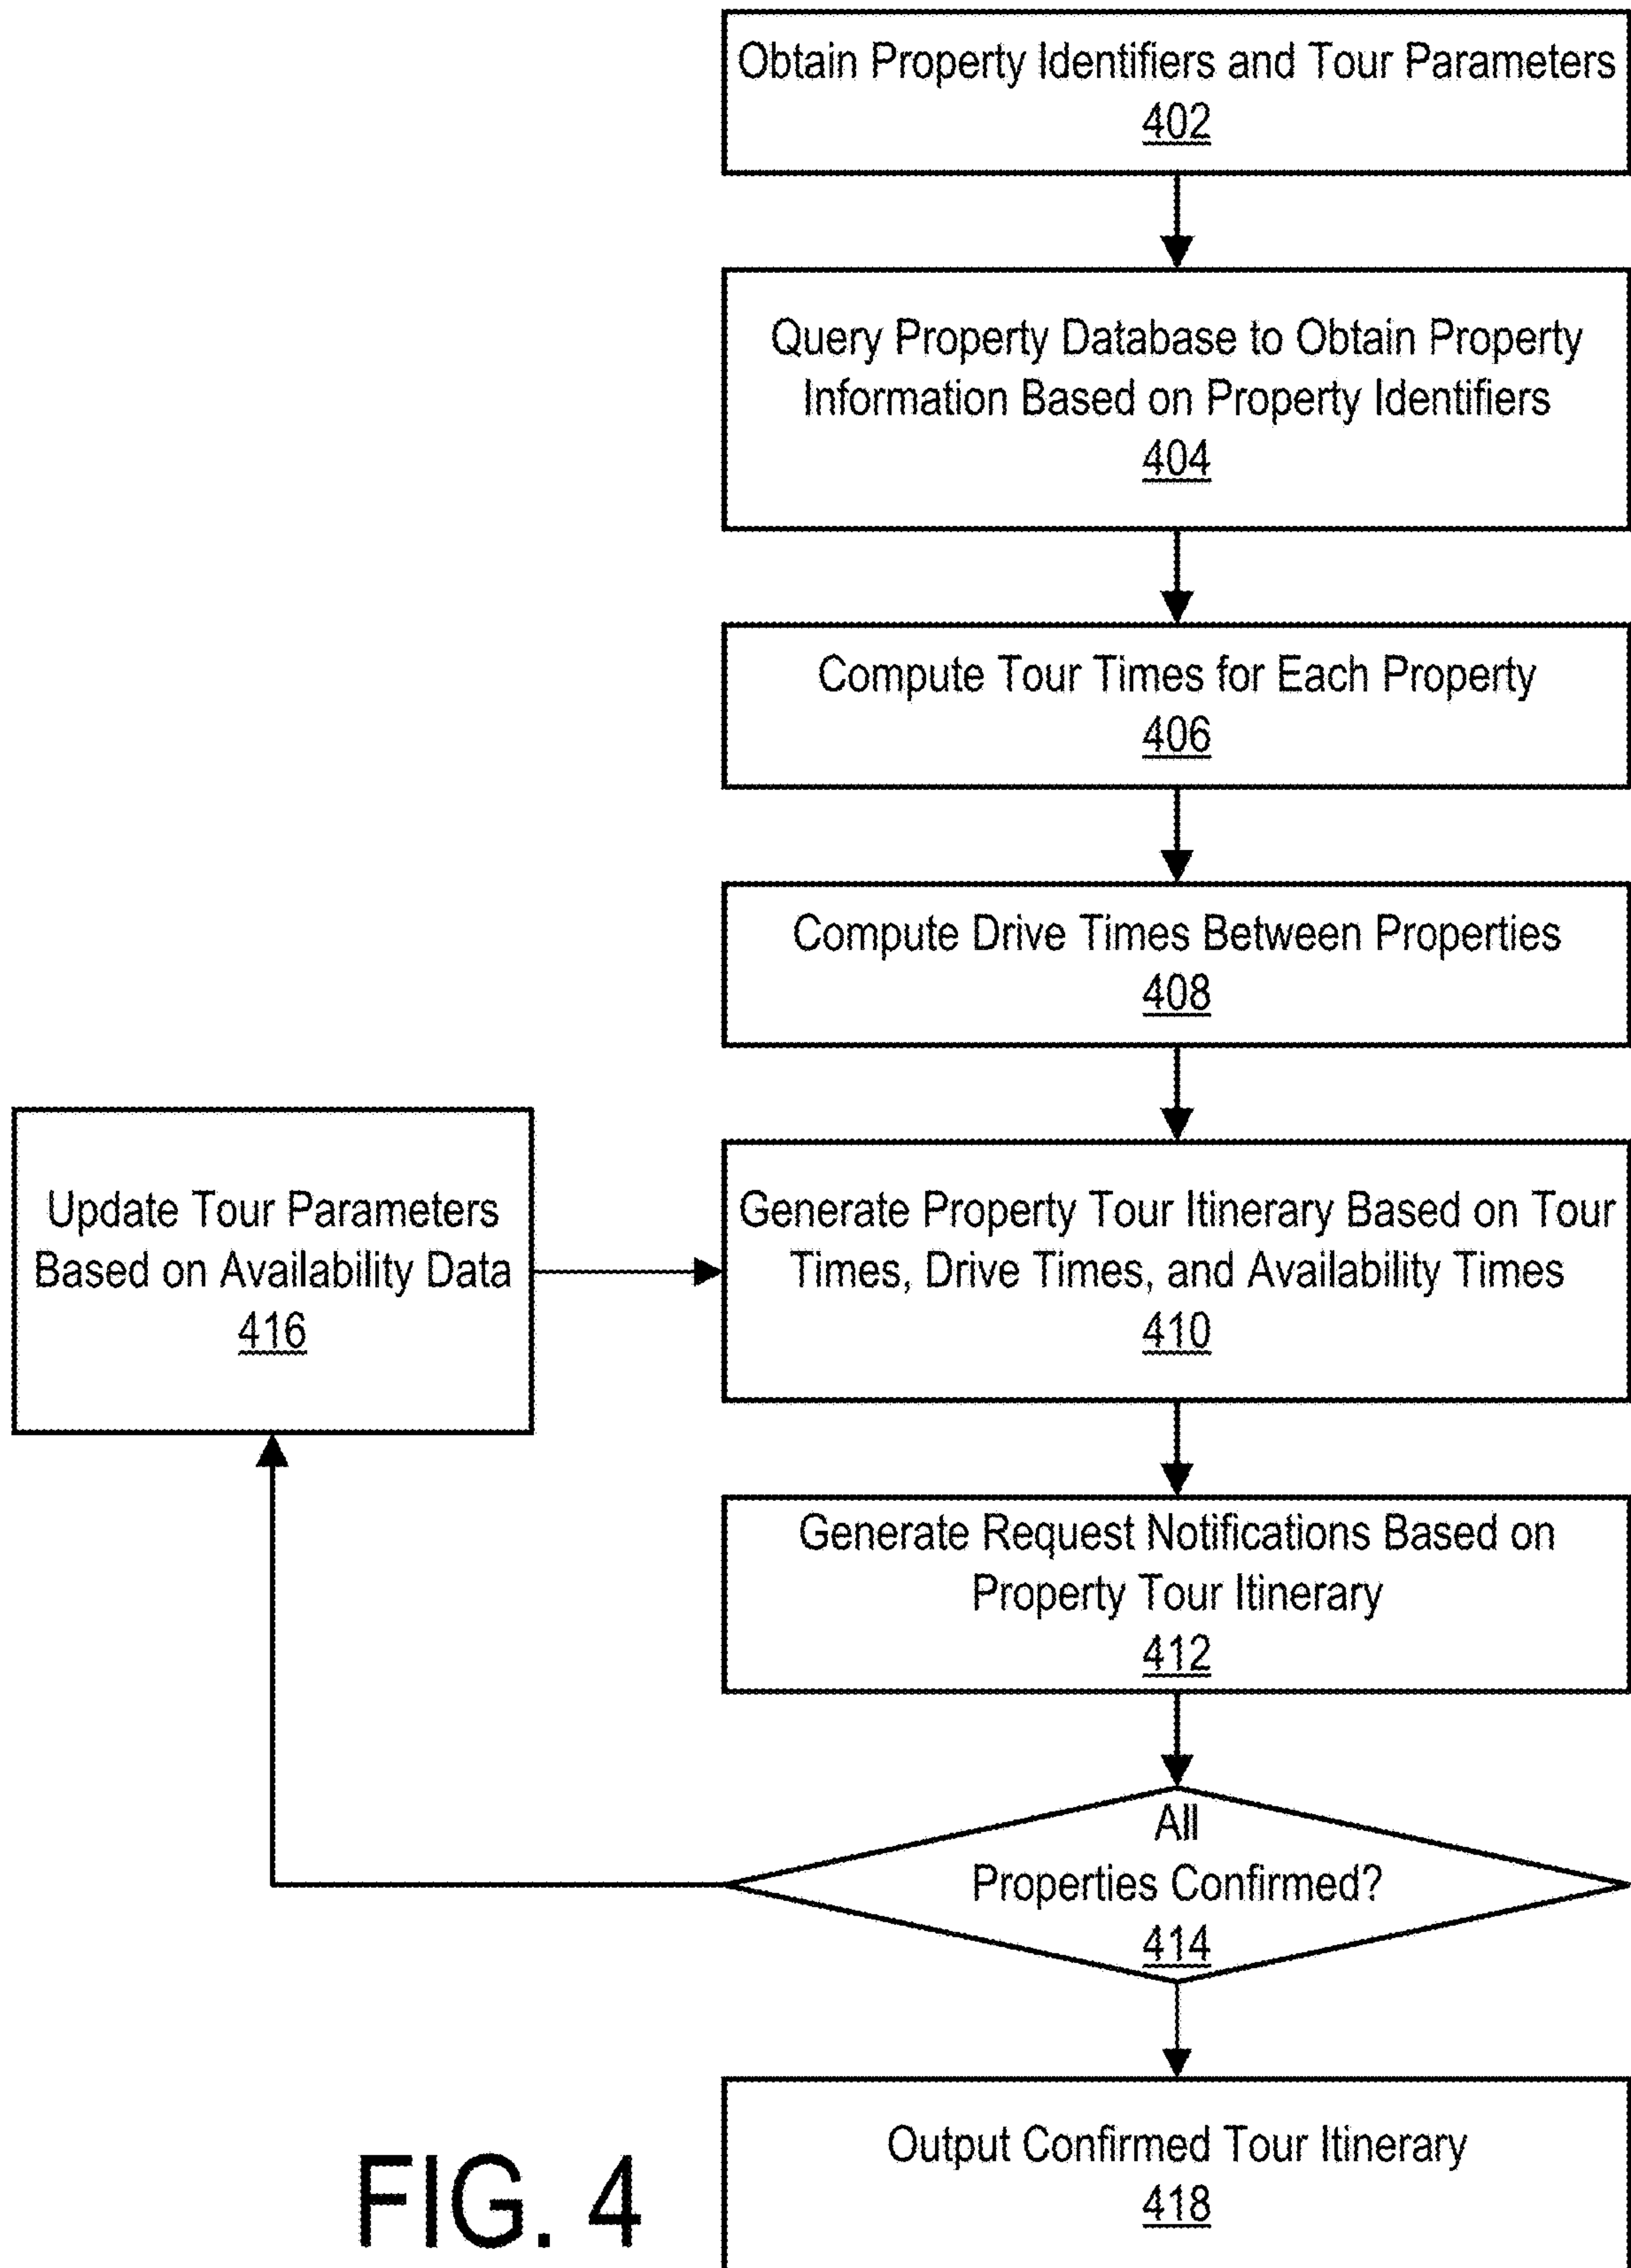 Obtain Property Identifiers and Tour Parameters
402
Query Property Database to Obtain Property
Information Based on Property Identifiers
404
Compute Tour Times for Each Property
406
Compute Drive Times Between Properties
408
Update Tour Parameters
Based on Availability Data
416
Generate Property Tour Itinerary Based on Tour
Times, Drive Times, and Availability Times
410
Generate Request Notifications Based on
Property Tour Itinerary
412
All
Properties Confirmed?
414
Output Confirmed Tour Itinerary
418
FIG. 4